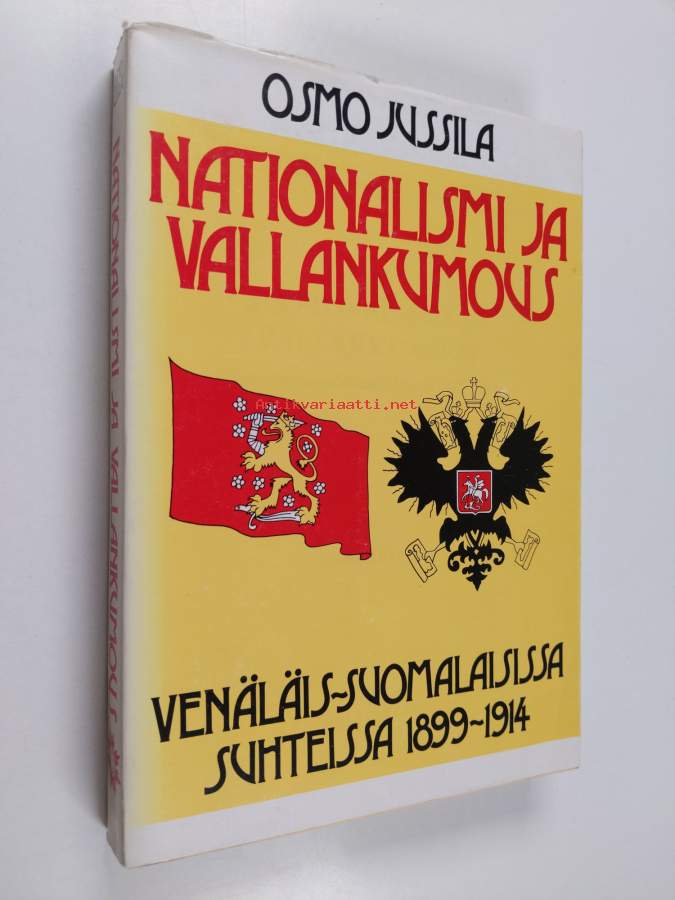 OSMO JUSSILA
NATIONALISMI JA
VALLANKUMOUS
Antikvariaatti.net
VENÄLÄIS-SUOMALAISISSA
SUHTEISSA 1899-1914
NATIONALISMI JA VALLANKUMOUS